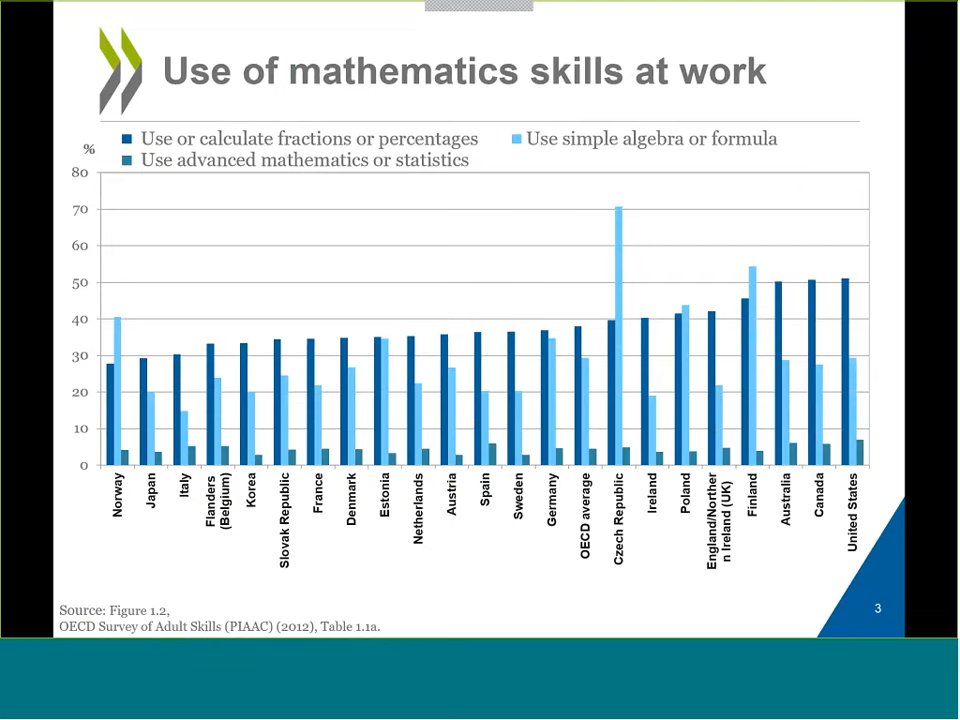 Use of mathematics skills at work
Use or calculate fractions or percentages
Use simple algebra or formula
Use advanced mathematics or statistics
%
80
70
60
50
40
30
20
10
0
Norway
Japan
Italy
Flanders
(Belgium)
Korea
Slovak Republic
France
Denmark
Estonia
Netherlands
Austria
Spain
Sweden
Germany
OECD average
Czech Republic
Ireland
Poland
England/Norther
n Ireland (UK)
Finland
Australia
Canada
United States
Source: Figure 1.2,
OECD Survey of Adult Skills (PIAAC) (2012), Table 1.1a.
3